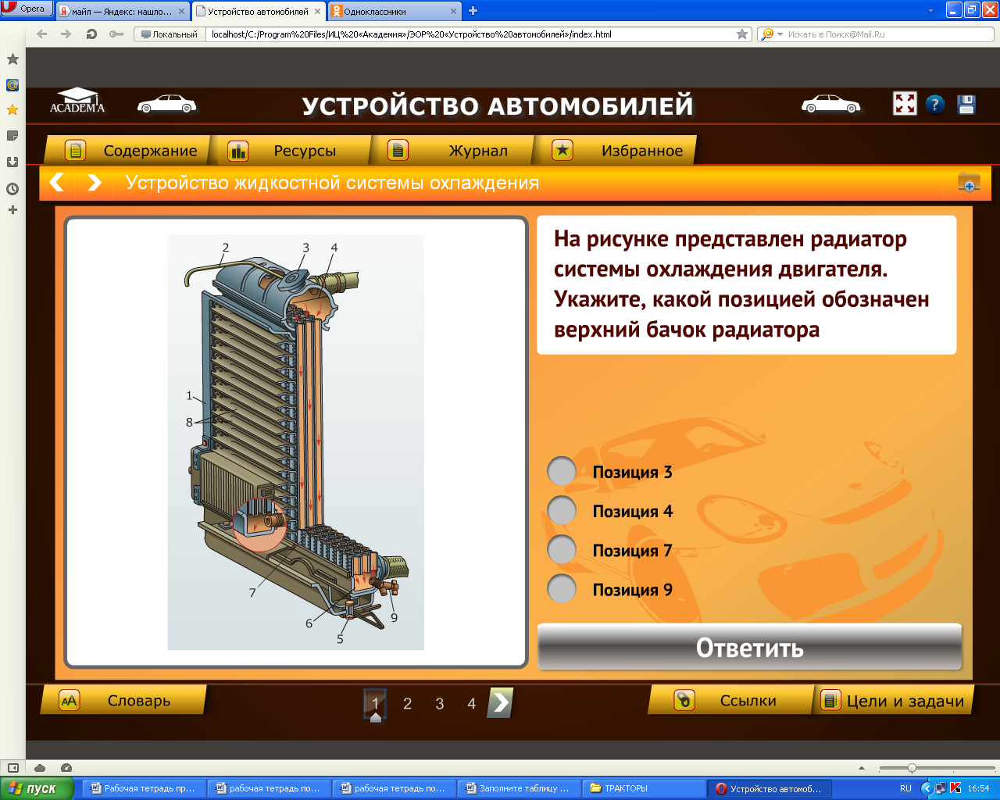 Opera
майл — Яндекс: нашло...
Устройство автомобилей
Одноклассники
Локальный
localhost/C:/Program%20Files/ИЦ%20«Академия»/ЭОР%20«Устройство%20автомобилей»/index.html
Искать в Поиск@Mail.Ru
ACADEMA
УСТРОЙСТВО АВТОМОБИЛЕЙ
Содержание
Ресурсы
Журнал
Избранное
Устройство жидкостной системы охлаждения
2 3 4
1
8
7
6
5
9
На рисунке представлен радиатор
системы охлаждения двигателя.
Укажите, какой позицией обозначен
верхний бачок радиатора
Позиция 3
Позиция 4
Позиция 7
Позиция 9
Ответить
Словарь
1 2 3 4
Ссылки
Цели и задачи
пуск
Рабочая тетрадь пр...
рабочая тетрадь по...
рабочая тетрадь по...
Заполните таблицу ...
ТРАКТОРЫ
Устройство автомоб...
RU
16:54